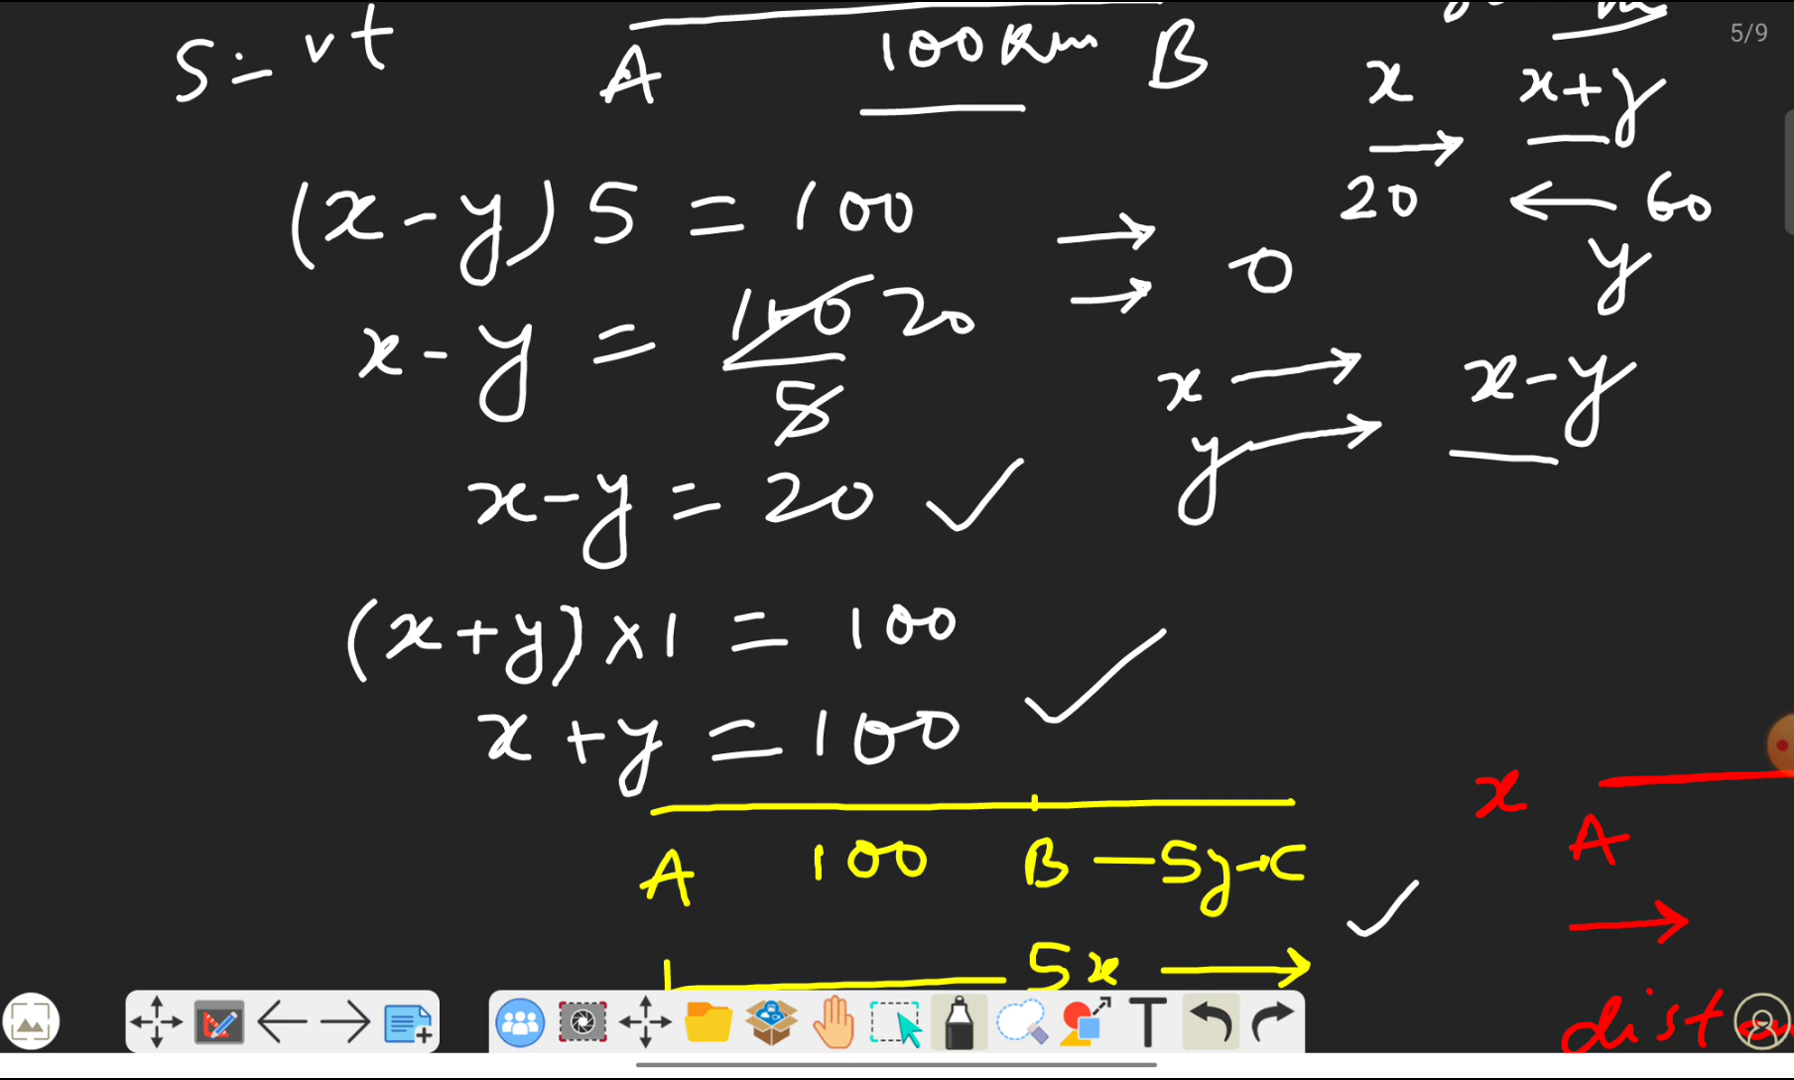 5/9
S = vt
A 100 Km B
x x+y
20 60
y
(x-y) 5 = 100
0
x-y = 100/5 20
x
y
x-y
x-y = 20 ✓
(x+y)×1 = 100
x+y = 100 ✓
A 100 B — 5y → C
5x → ✓
x
A
dist
T